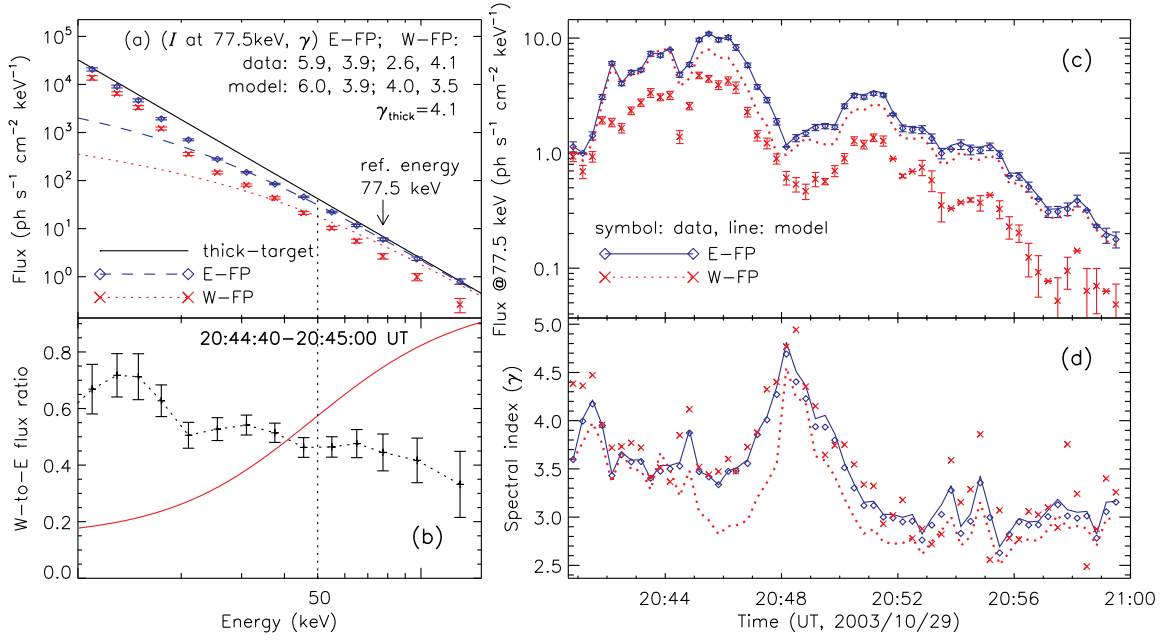 (a) (I at 77.5keV, γ) E-FP; W-FP:
data: 5.9, 3.9; 2.6, 4.1
model: 6.0, 3.9; 4.0, 3.5
γthick=4.1
ref. energy
77.5 keV
thick-target
E-FP
W-FP
Flux (ph s⁻¹ cm⁻² keV⁻¹)
10⁵
10⁴
10³
10²
10¹
10⁰
20:44:40-20:45:00 UT
(b)
W-to-E flux ratio
0.8
0.6
0.4
0.2
0.0
50
Energy (keV)
(c)
Flux @77.5 keV (ph s⁻¹ cm⁻² keV⁻¹)
10.0
1.0
0.1
symbol: data, line: model
E-FP
W-FP
(d)
Spectral index (γ)
5.0
4.5
4.0
3.5
3.0
2.5
20:44 20:48 20:52 20:56 21:00
Time (UT, 2003/10/29)